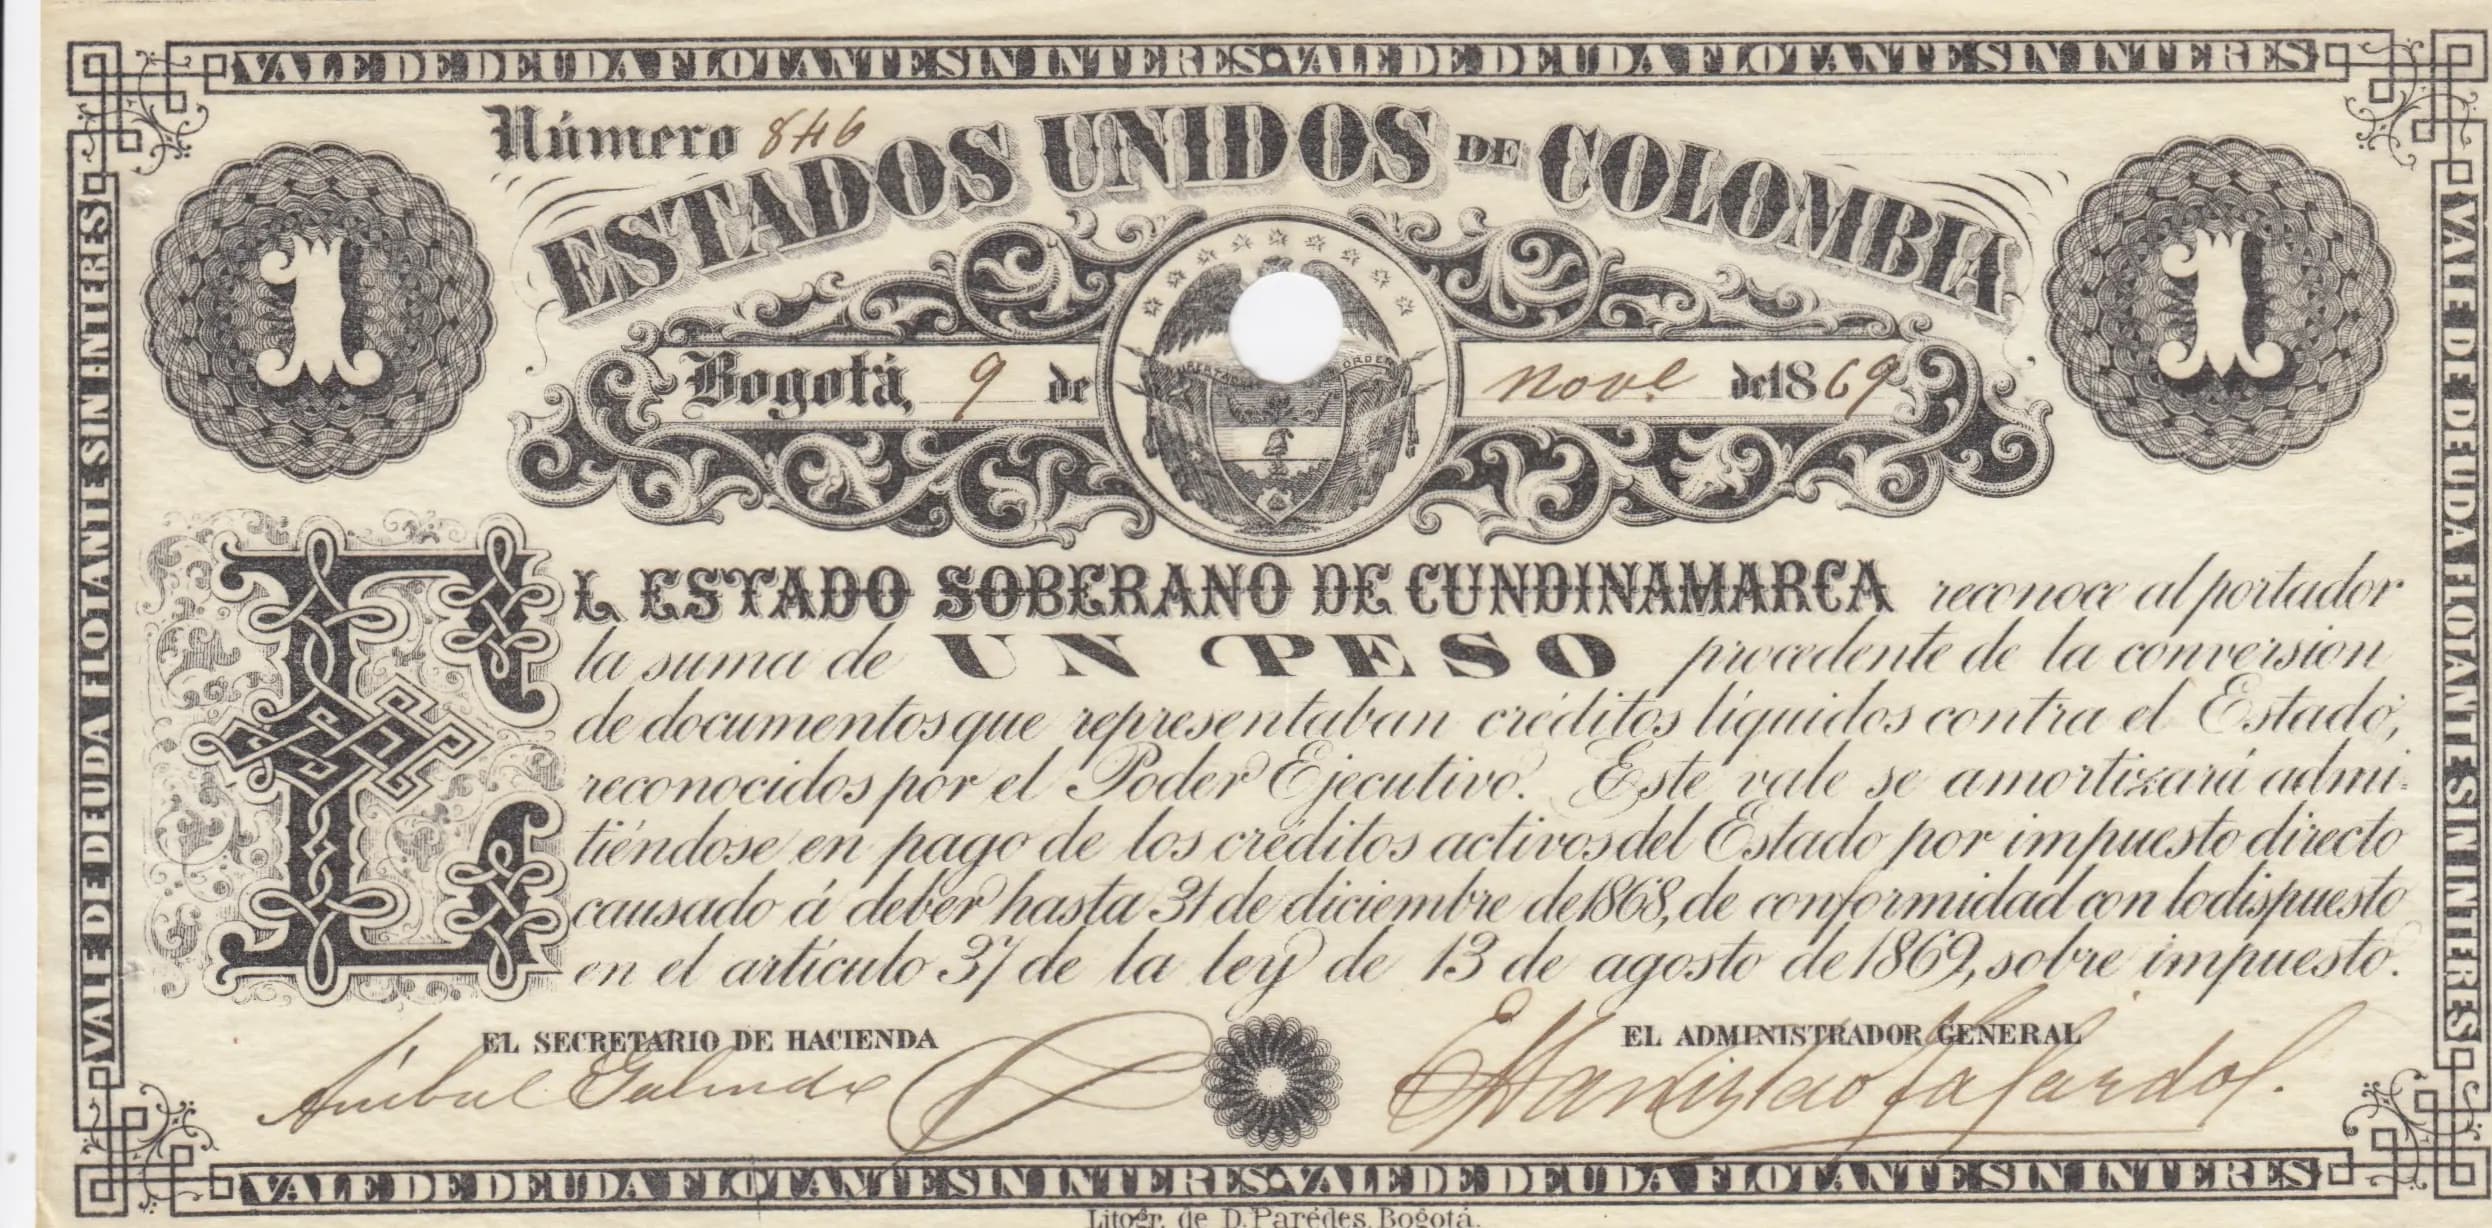 VALE DE DEUDA FLOTANTE SIN INTERES·VALE DE DEUDA FLOTANTE SIN INTERES
Número 846
ESTADOS UNIDOS DE COLOMBIA
1
1
Bogotá, 9 de Nove. de 1869
LIBERTAD ORDEN
EL ESTADO SOBERANO DE CUNDINAMARCA reconoce al portador
la suma de UN PESO procedente de la conversion
de documentos que representaban créditos líquidos contra el Estado,
reconocidos por el Poder Ejecutivo. Este vale se amortizará admi-
tiéndose en pago de los créditos activos del Estado por impuesto directo
causado á deber hasta 31 de diciembre de 1868, de conformidad con lo dispuesto
en el artículo 37 de la ley de 13 de agosto de 1869, sobre impuesto.
EL SECRETARIO DE HACIENDA
EL ADMINISTRADOR GENERAL
Aníbal Galindo
Estanislao
VALE DE DEUDA FLOTANTE SIN INTERES
VALE DE DEUDA FLOTANTE SIN INTERES
VALE DE DEUDA FLOTANTE SIN INTERES·VALE DE DEUDA FLOTANTE SIN INTERES
Litogr. de D. Parédes. Bogotá.